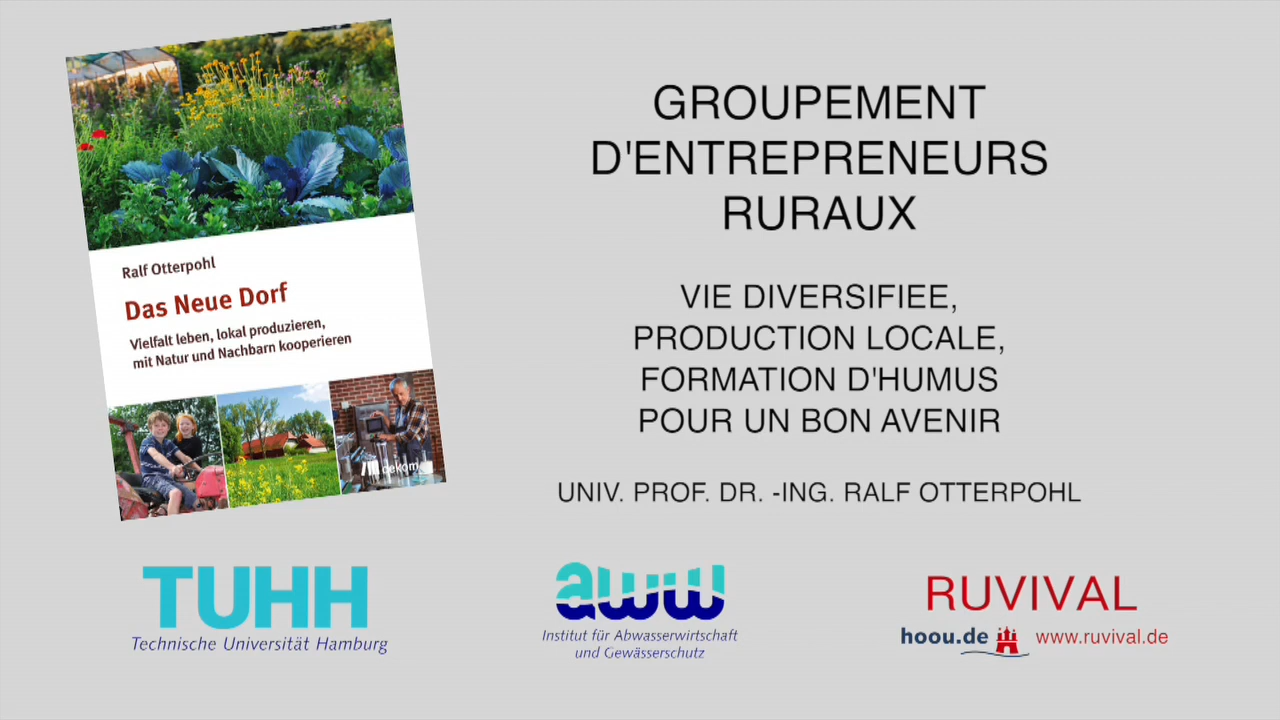 Ralf Otterpohl
Das Neue Dorf
Vielfalt leben, lokal produzieren,
mit Natur und Nachbarn kooperieren
oekom
GROUPEMENT
D'ENTREPRENEURS
RURAUX
VIE DIVERSIFIEE,
PRODUCTION LOCALE,
FORMATION D'HUMUS
POUR UN BON AVENIR
UNIV. PROF. DR. -ING. RALF OTTERPOHL
TUHH
Technische Universität Hamburg
aww
Institut für Abwasserwirtschaft
und Gewässerschutz
RUVIVAL
hoou.de www.ruvival.de